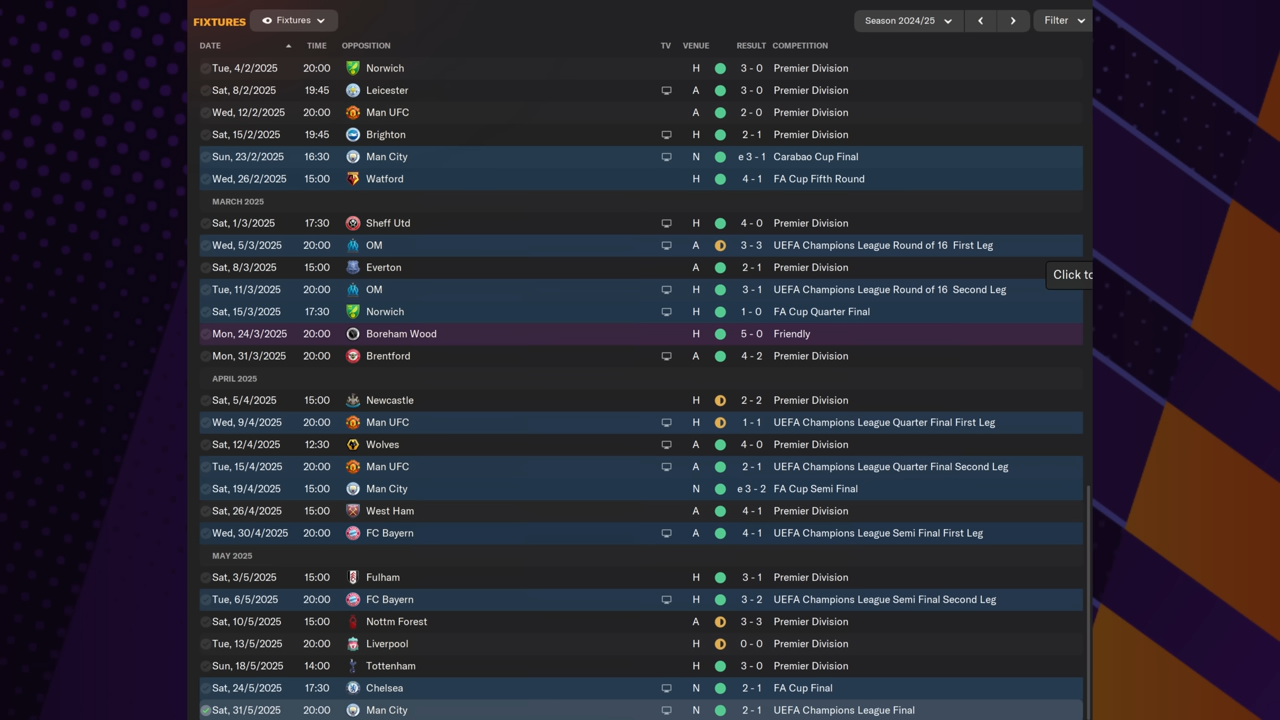 FIXTURES Fixtures Season 2024/25 Filter
DATE TIME OPPOSITION TV VENUE RESULT COMPETITION
Tue, 4/2/2025 20:00 Norwich H 3 - 0 Premier Division
Sat, 8/2/2025 19:45 Leicester A 3 - 0 Premier Division
Wed, 12/2/2025 20:00 Man UFC A 2 - 0 Premier Division
Sat, 15/2/2025 19:45 Brighton H 2 - 1 Premier Division
Sun, 23/2/2025 16:30 Man City N e 3 - 1 Carabao Cup Final
Wed, 26/2/2025 15:00 Watford H 4 - 1 FA Cup Fifth Round
MARCH 2025
Sat, 1/3/2025 17:30 Sheff Utd H 4 - 0 Premier Division
Wed, 5/3/2025 20:00 OM A 3 - 3 UEFA Champions League Round of 16 First Leg
Sat, 8/3/2025 15:00 Everton A 2 - 1 Premier Division
Click to
Tue, 11/3/2025 20:00 OM H 3 - 1 UEFA Champions League Round of 16 Second Leg
Sat, 15/3/2025 17:30 Norwich H 1 - 0 FA Cup Quarter Final
Mon, 24/3/2025 20:00 Boreham Wood H 5 - 0 Friendly
Mon, 31/3/2025 20:00 Brentford A 4 - 2 Premier Division
APRIL 2025
Sat, 5/4/2025 15:00 Newcastle H 2 - 2 Premier Division
Wed, 9/4/2025 20:00 Man UFC H 1 - 1 UEFA Champions League Quarter Final First Leg
Sat, 12/4/2025 12:30 Wolves A 4 - 0 Premier Division
Tue, 15/4/2025 20:00 Man UFC A 2 - 1 UEFA Champions League Quarter Final Second Leg
Sat, 19/4/2025 15:00 Man City N e 3 - 2 FA Cup Semi Final
Sat, 26/4/2025 15:00 West Ham A 4 - 1 Premier Division
Wed, 30/4/2025 20:00 FC Bayern A 4 - 1 UEFA Champions League Semi Final First Leg
MAY 2025
Sat, 3/5/2025 15:00 Fulham H 3 - 1 Premier Division
Tue, 6/5/2025 20:00 FC Bayern H 3 - 2 UEFA Champions League Semi Final Second Leg
Sat, 10/5/2025 15:00 Nottm Forest A 3 - 3 Premier Division
Tue, 13/5/2025 20:00 Liverpool H 0 - 0 Premier Division
Sun, 18/5/2025 14:00 Tottenham H 3 - 0 Premier Division
Sat, 24/5/2025 17:30 Chelsea N 2 - 1 FA Cup Final
Sat, 31/5/2025 20:00 Man City N 2 - 1 UEFA Champions League Final